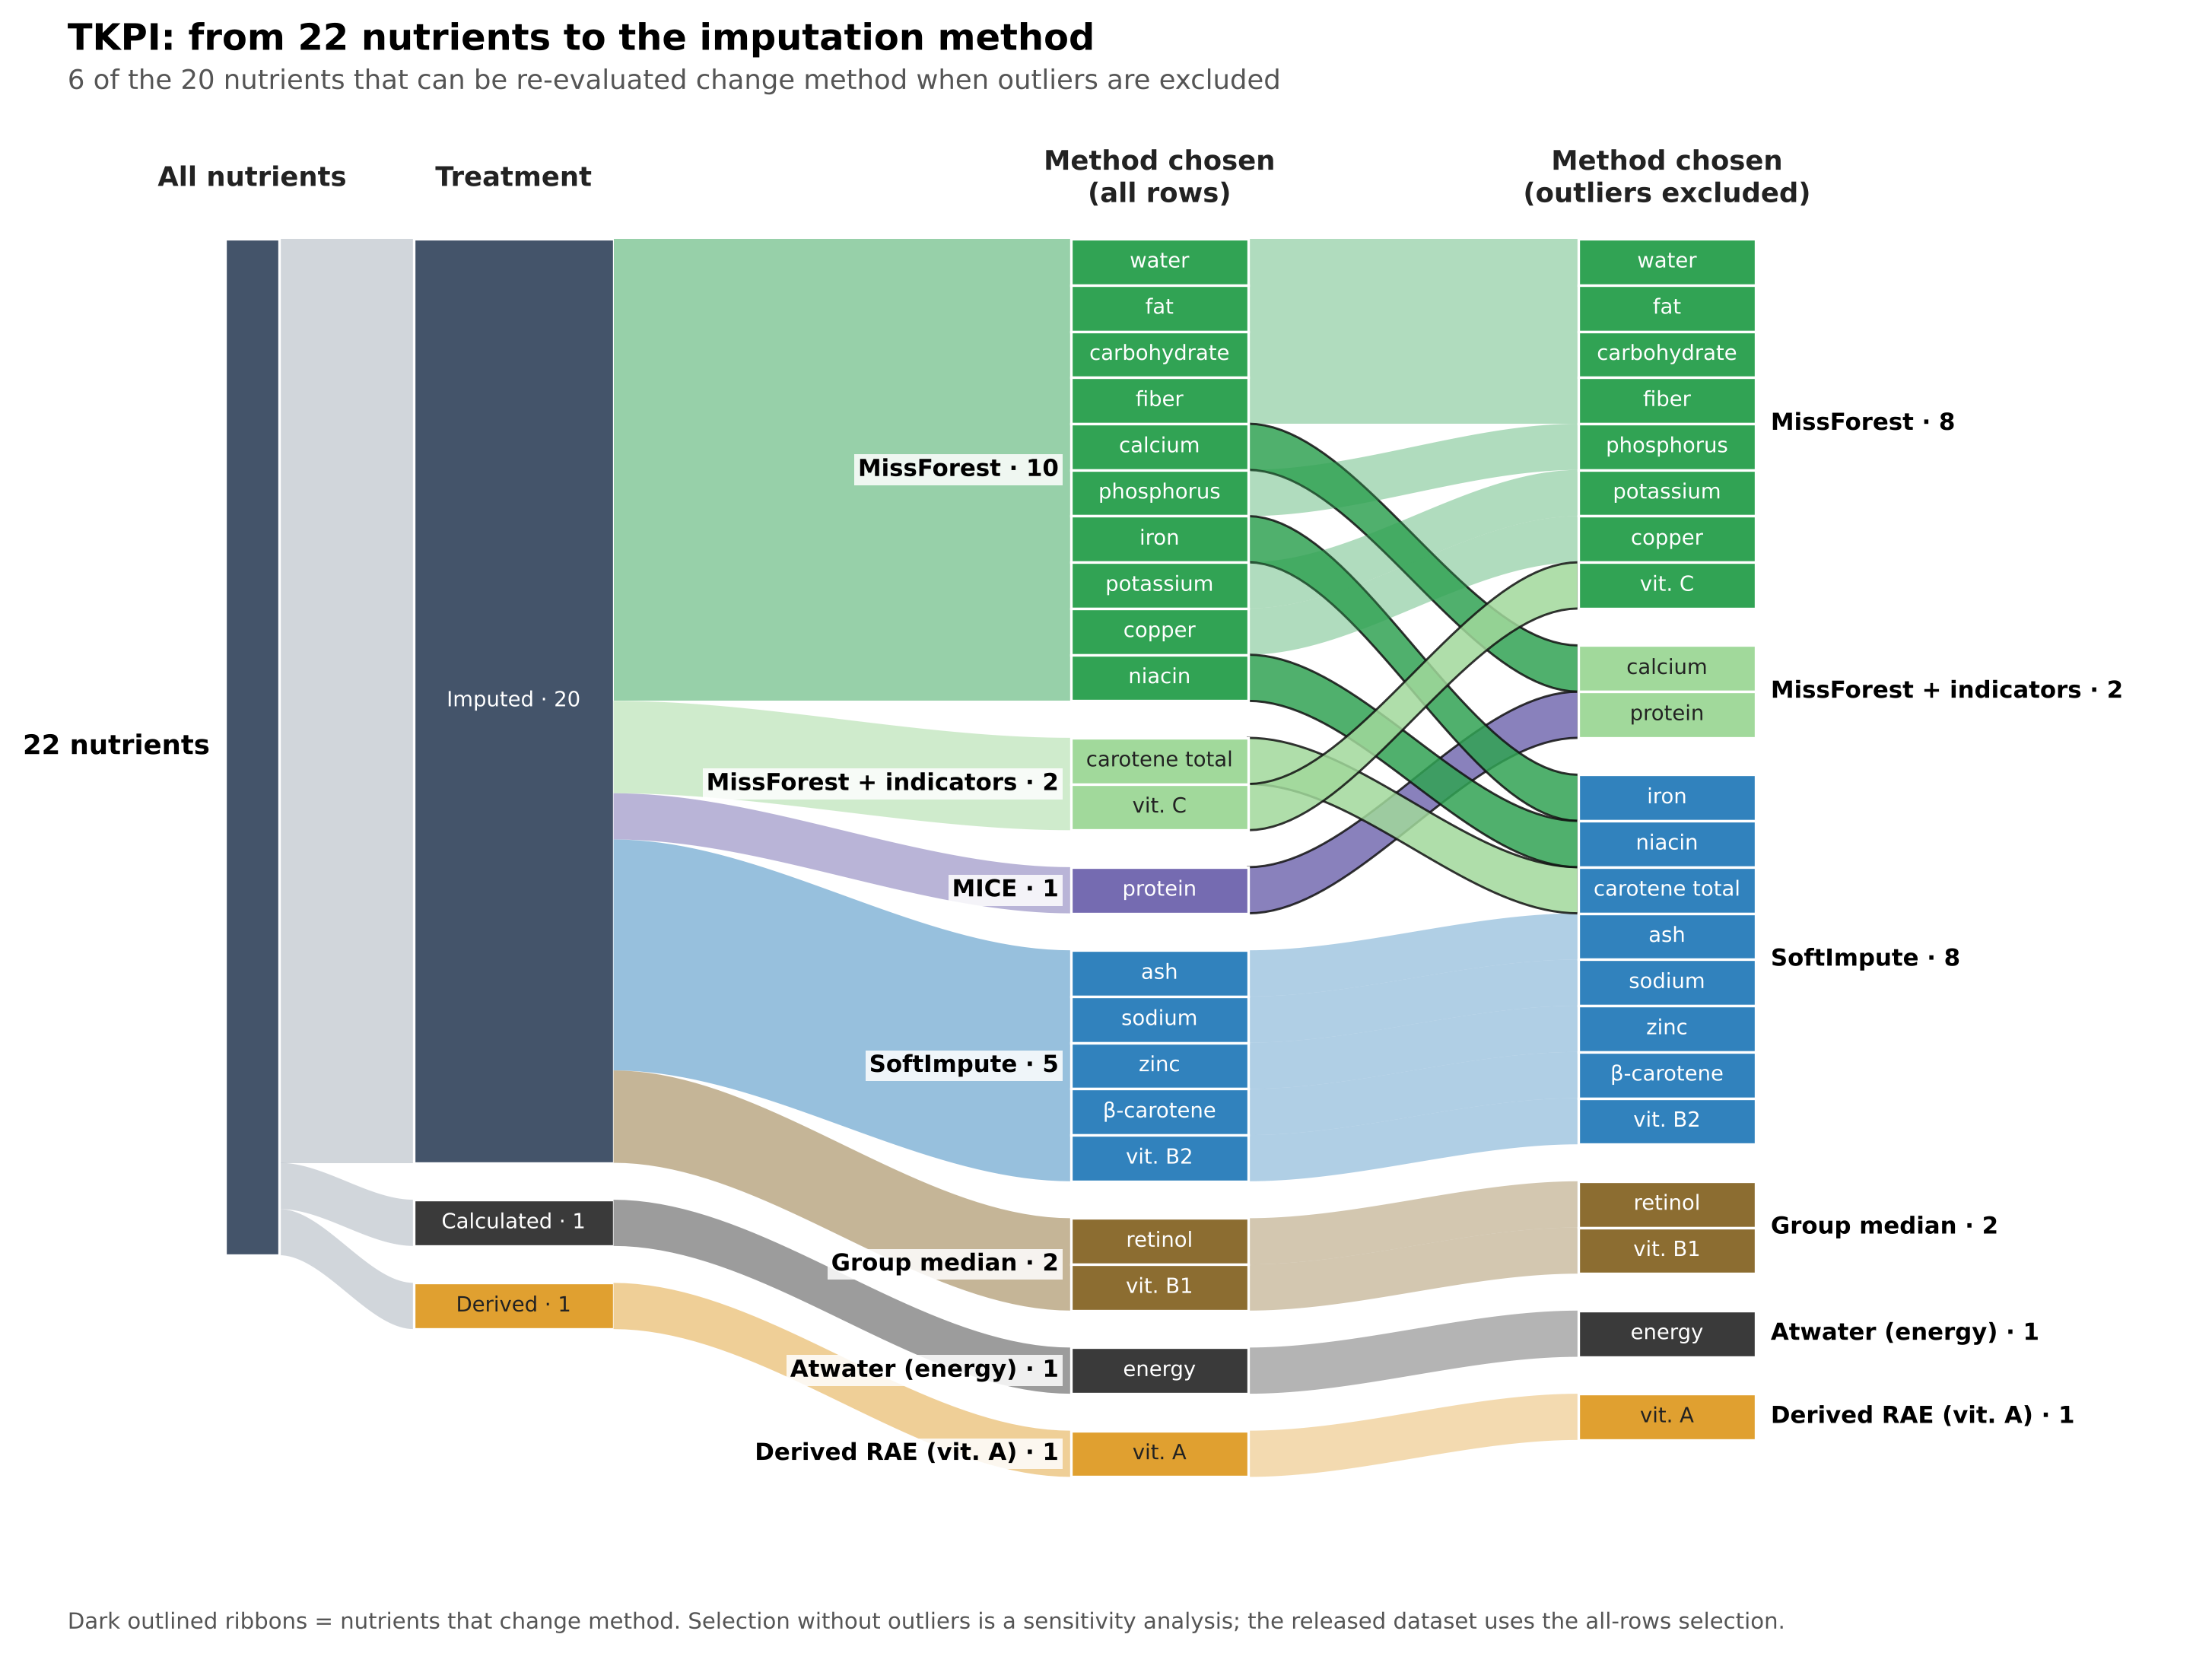 TKPI: from 22 nutrients to the imputation method
6 of the 20 nutrients that can be re-evaluated change method when outliers are excluded
All nutrients
Treatment
Method chosen
(all rows)
Method chosen
(outliers excluded)
22 nutrients
Imputed · 20
Calculated · 1
Derived · 1
MissForest · 10
water
fat
carbohydrate
fiber
calcium
phosphorus
iron
potassium
copper
niacin
MissForest + indicators · 2
carotene total
vit. C
MICE · 1
protein
SoftImpute · 5
ash
sodium
zinc
β-carotene
vit. B2
Group median · 2
retinol
vit. B1
Atwater (energy) · 1
energy
Derived RAE (vit. A) · 1
vit. A
water
fat
carbohydrate
fiber
phosphorus
potassium
copper
vit. C
MissForest · 8
calcium
protein
MissForest + indicators · 2
iron
niacin
carotene total
ash
sodium
zinc
β-carotene
vit. B2
SoftImpute · 8
retinol
vit. B1
Group median · 2
energy
Atwater (energy) · 1
vit. A
Derived RAE (vit. A) · 1
Dark outlined ribbons = nutrients that change method. Selection without outliers is a sensitivity analysis; the released dataset uses the all-rows selection.